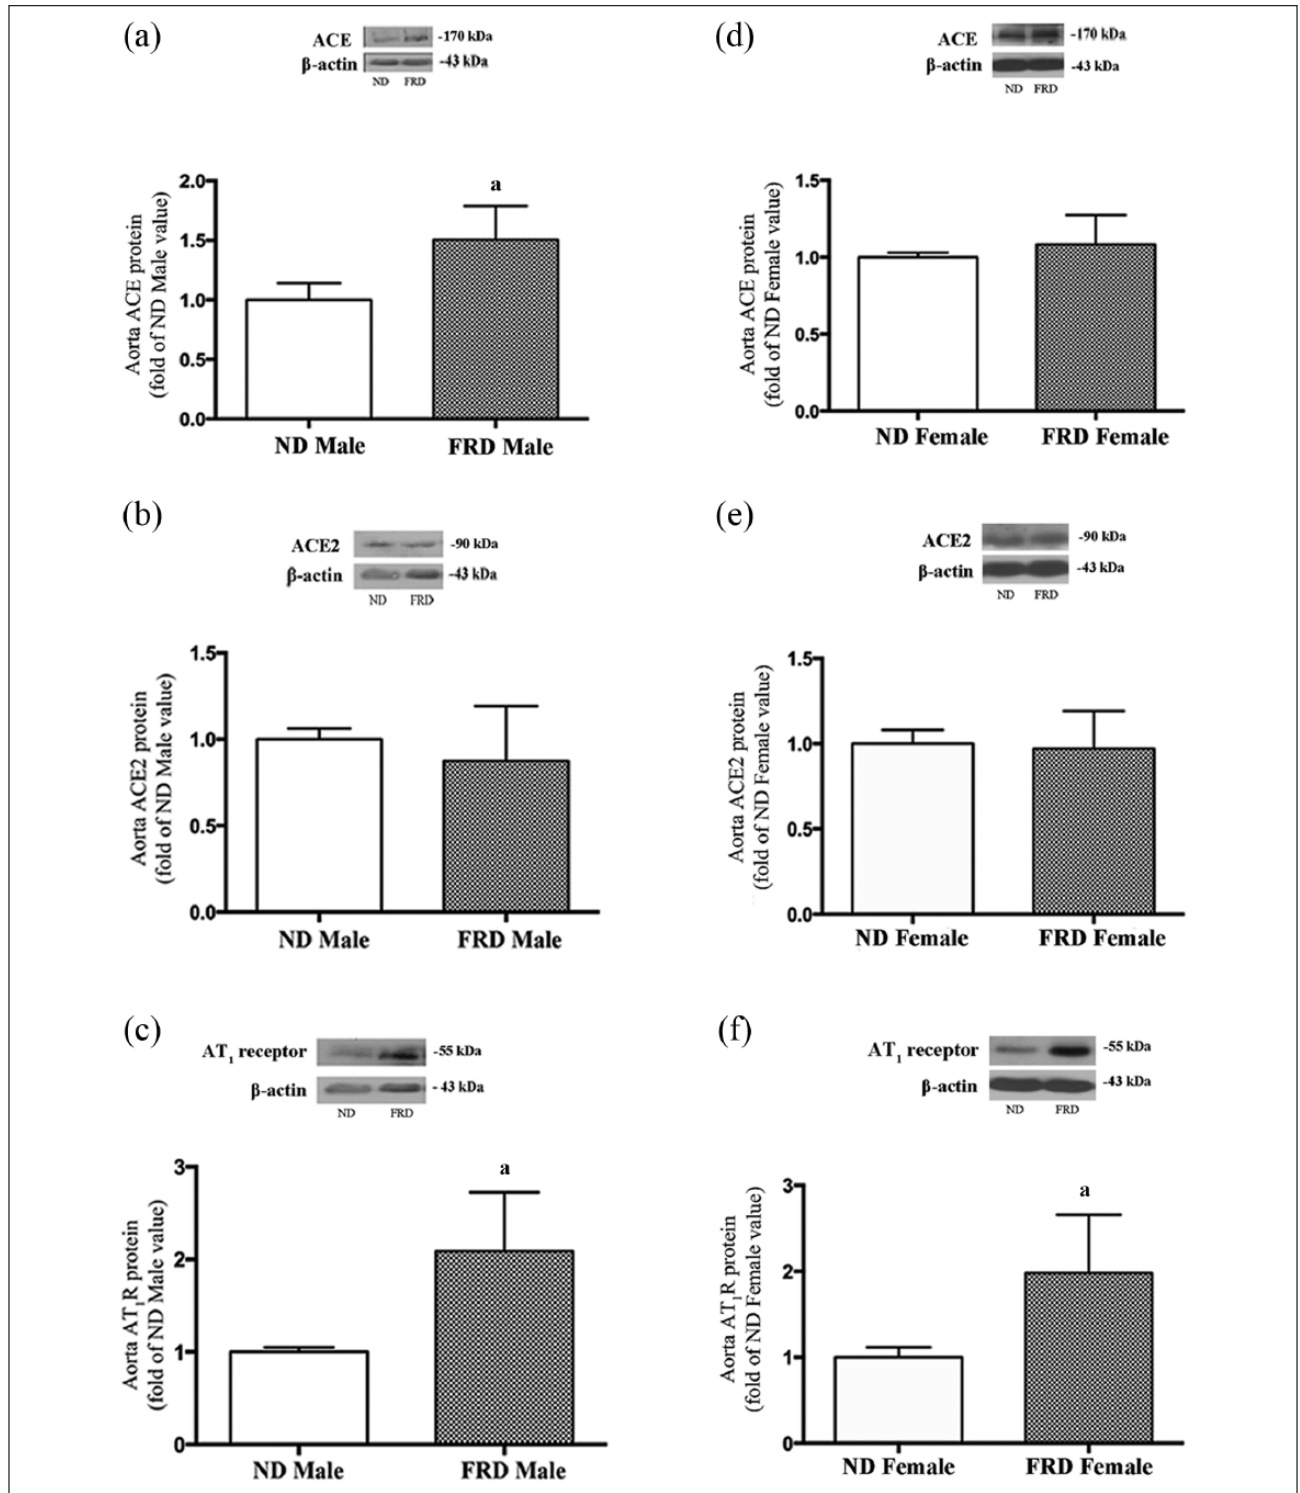 (a)
ACE
-170 kDa
β-actin
-43 kDa
ND FRD
Aorta ACE protein
(fold of ND Male value)
2.0
1.5
1.0
0.5
0.0
a
ND Male FRD Male
(d)
ACE
-170 kDa
β-actin
-43 kDa
ND FRD
Aorta ACE protein
(fold of ND Female value)
1.5
1.0
0.5
0.0
ND Female FRD Female
(b)
ACE2
-90 kDa
β-actin
-43 kDa
ND FRD
Aorta ACE2 protein
(fold of ND Male value)
1.5
1.0
0.5
0.0
ND Male FRD Male
(e)
ACE2
-90 kDa
β-actin
-43 kDa
ND FRD
Aorta ACE2 protein
(fold of ND Female value)
1.5
1.0
0.5
0.0
ND Female FRD Female
(c)
AT1 receptor
-55 kDa
β-actin
- 43 kDa
ND FRD
Aorta AT1R protein
(fold of ND Male value)
3
2
1
0
a
ND Male FRD Male
(f)
AT1 receptor
-55 kDa
β-actin
-43 kDa
ND FRD
Aorta AT1R protein
(fold of ND Female value)
3
2
1
0
a
ND Female FRD Female